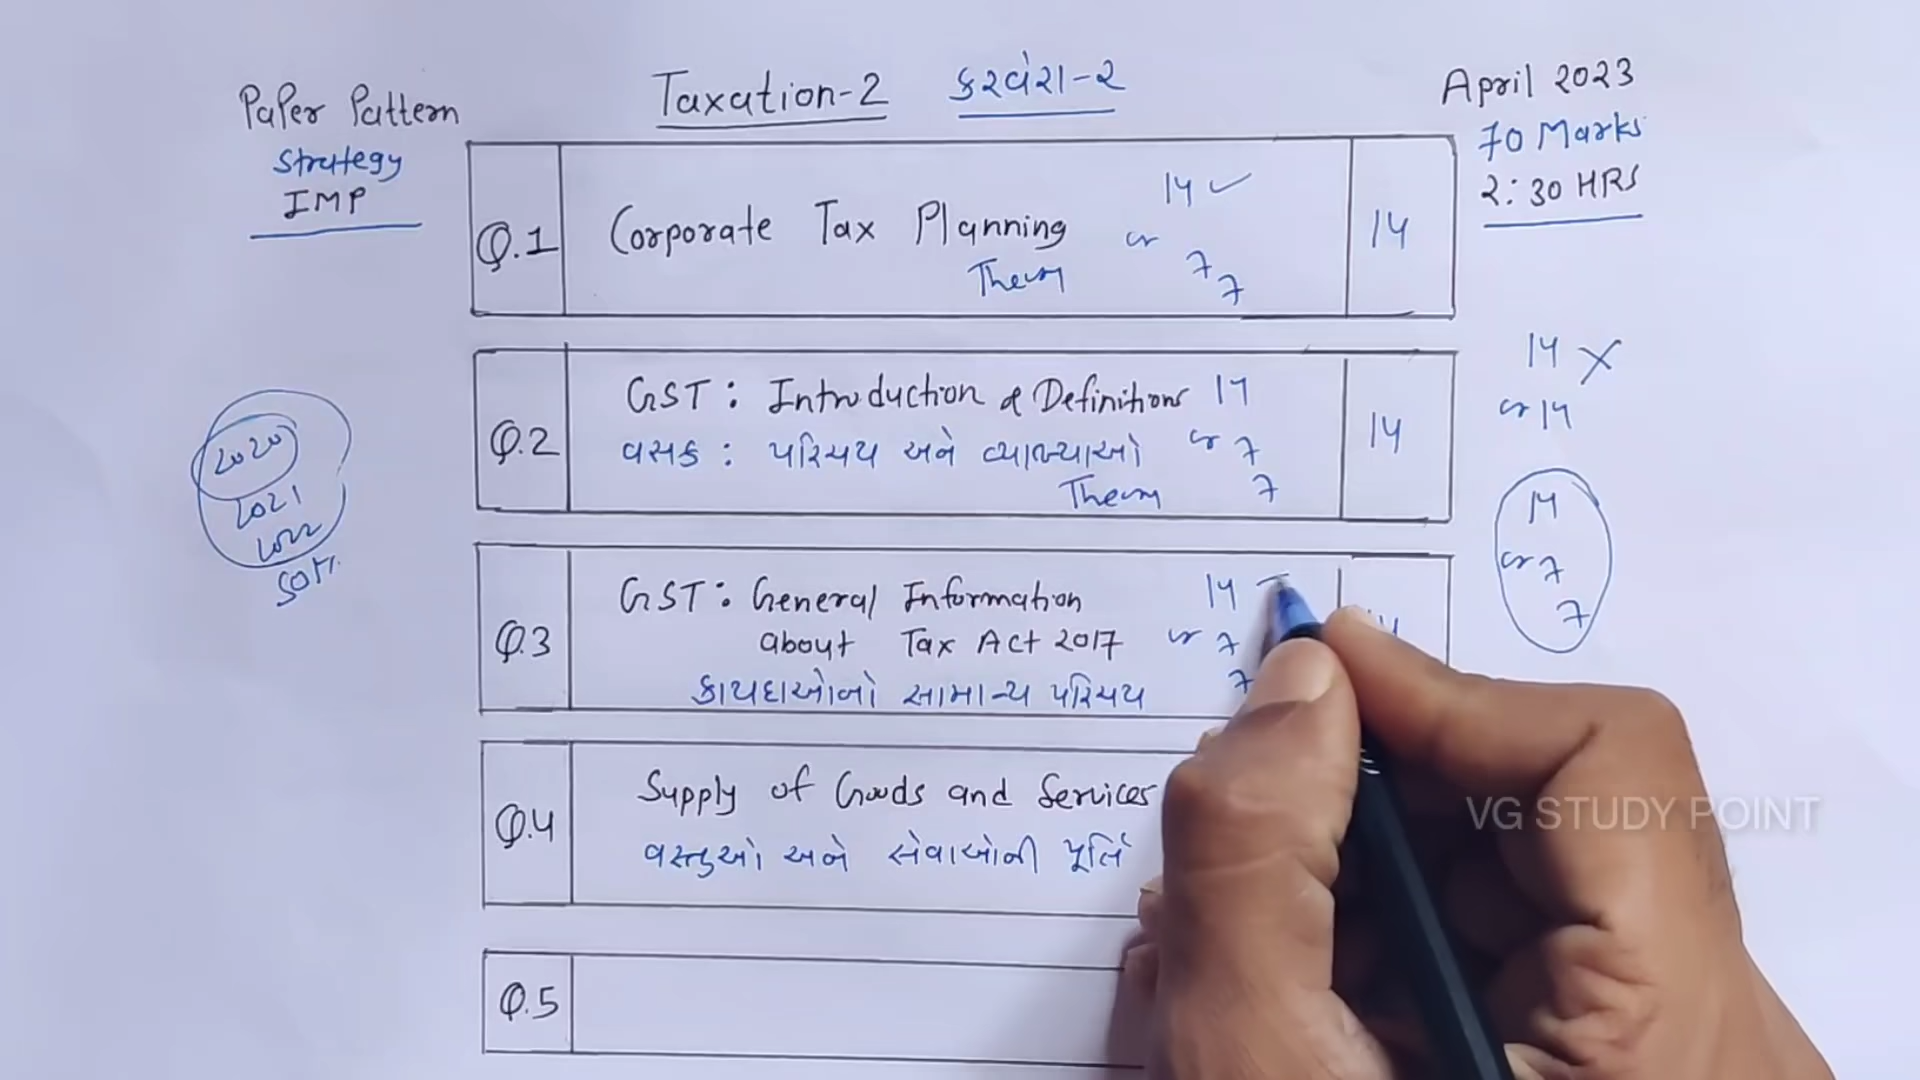 Paper Pattern
Strategy
IMP
Taxation-2 કરવેરા-૨
April 2023
70 Marks
2:30 HRS
Q.1 Corporate Tax Planning 14 ✓ 14
or 7
Theory 7
14 X
or 14
Q.2 GST: Introduction & Definitions 14 14
વસક : પરિચય અને વ્યાખ્યાઓ or 7
Theory 7
2020
2021
2022
50%
14
or 7
7
Q.3 GST: General Information 14
about Tax Act 2017 or 7
કાયદાઓનો સામાન્ય પરિચય 7
Q.4 Supply of Goods and Services
વસ્તુઓ અને સેવાઓની પૂર્તિ
VG STUDY POINT
Q.5